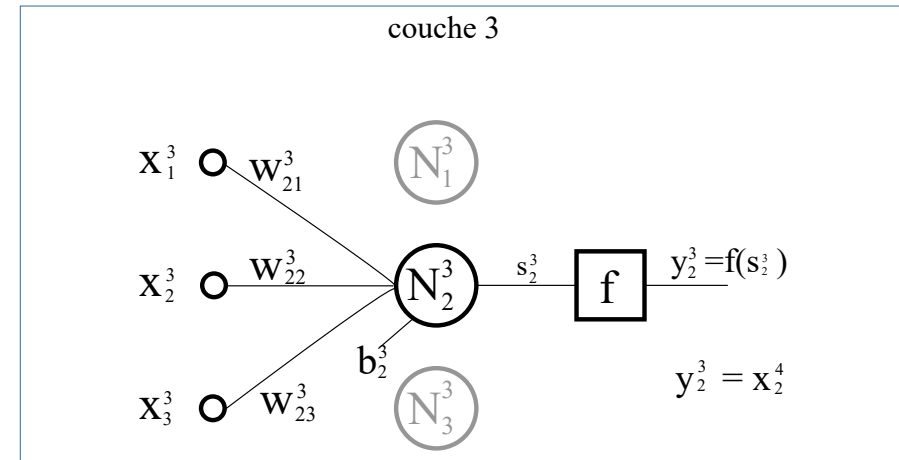 couche 3
x₁³ w₂₁³ N₁³
x₂³ w₂₂³ N₂³ s₂³ f y₂³=f(s₂³)
b₂³
x₃³ w₂₃³ N₃³ y₂³ = x₂⁴